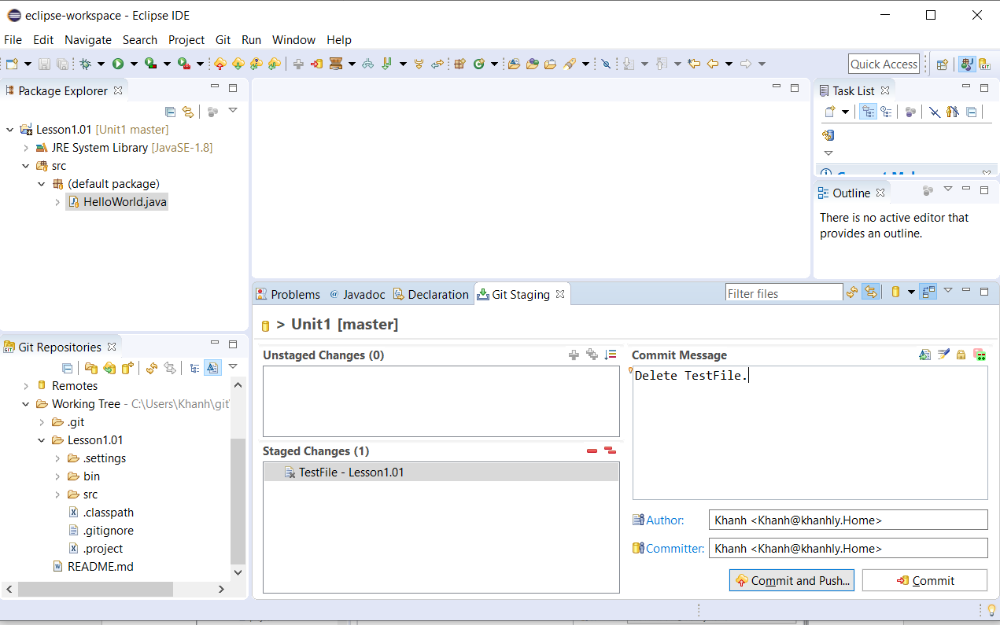 eclipse-workspace - Eclipse IDE
File Edit Navigate Search Project Git Run Window Help
Quick Access
Package Explorer
Lesson1.01 [Unit1 master]
JRE System Library [JavaSE-1.8]
src
(default package)
HelloWorld.java
Task List
Outline
There is no active editor that
provides an outline.
Git Repositories
Remotes
Working Tree - C:\Users\Khanh\git
.git
Lesson1.01
.settings
bin
src
.classpath
.gitignore
.project
README.md
Problems @ Javadoc Declaration Git Staging
Filter files
> Unit1 [master]
Unstaged Changes (0)
Staged Changes (1)
TestFile - Lesson1.01
Commit Message
Delete TestFile.
Author: Khanh <Khanh@khanhly.Home>
Committer: Khanh <Khanh@khanhly.Home>
Commit and Push... Commit